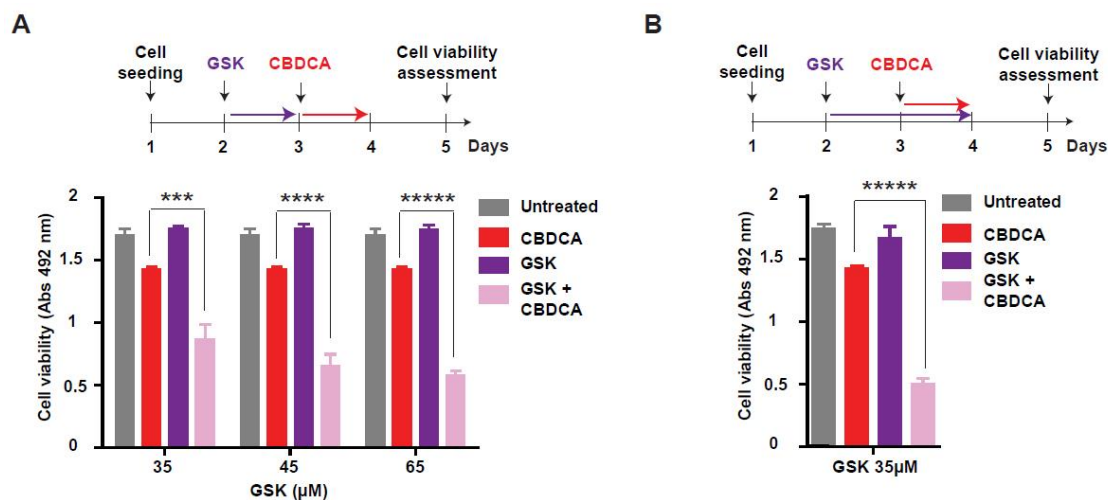 A
Cell
seeding
GSK
CBDCA
Cell viability
assessment
1
2
3
4
5
Days
Cell viability (Abs 492 nm)
2
1.5
1
0.5
0
***
****
*****
Untreated
CBDCA
GSK
GSK +
CBDCA
35
45
65
GSK (µM)
B
Cell
seeding
GSK
CBDCA
Cell viability
assessment
1
2
3
4
5
Days
Cell viability (Abs 492 nm)
2
1.5
1
0.5
0
*****
Untreated
CBDCA
GSK
GSK +
CBDCA
GSK 35µM